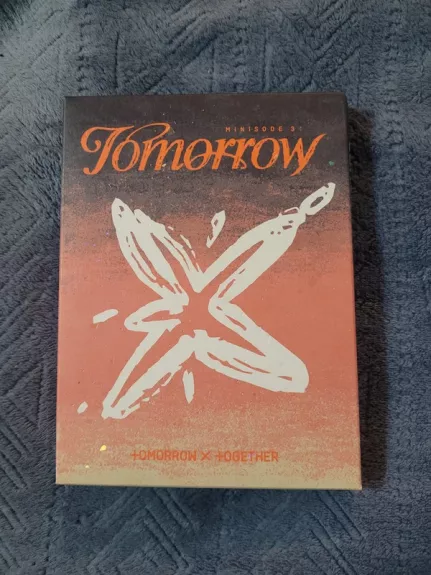 MINISODE 3:
Tomorrow
TOMORROW X TOGETHER